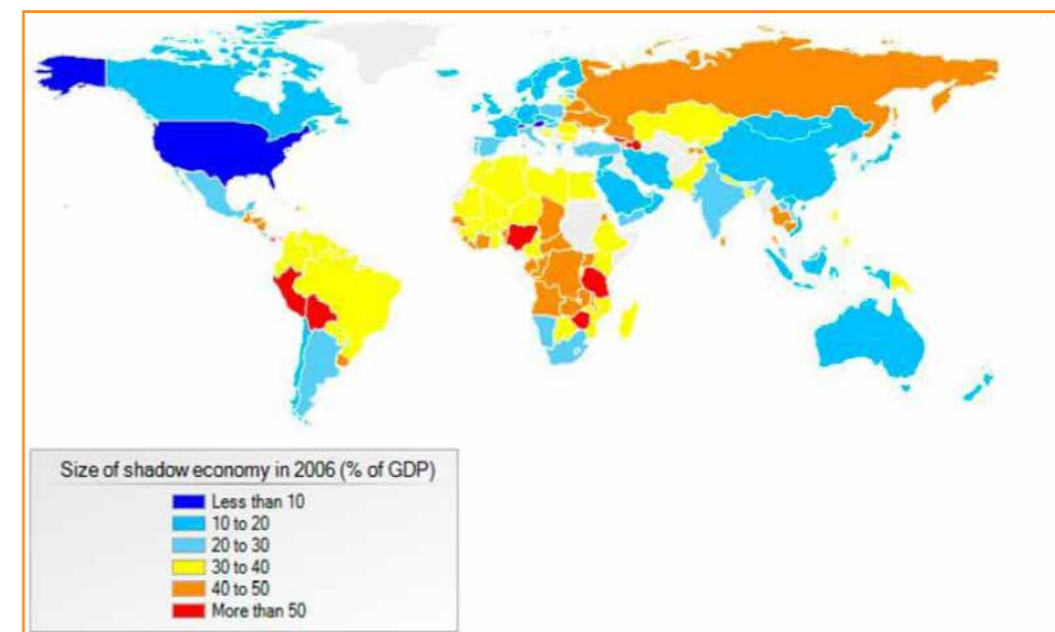 Size of shadow economy in 2006 (% of GDP)
Less than 10
10 to 20
20 to 30
30 to 40
40 to 50
More than 50